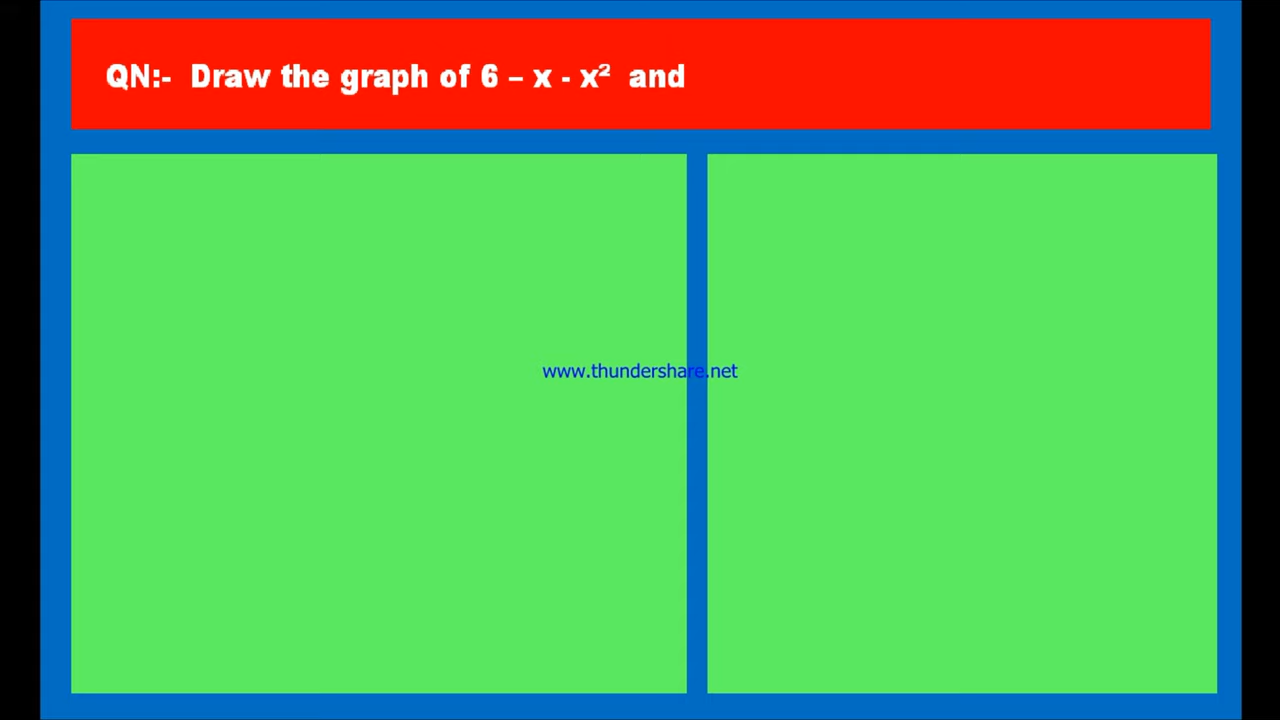 QN:- Draw the graph of 6 – x - x² and
www.thundershare.net